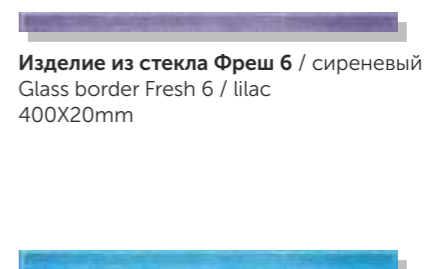 Изделие из стекла Фреш 6 / сиреневый
Glass border Fresh 6 / lilac
400X20mm